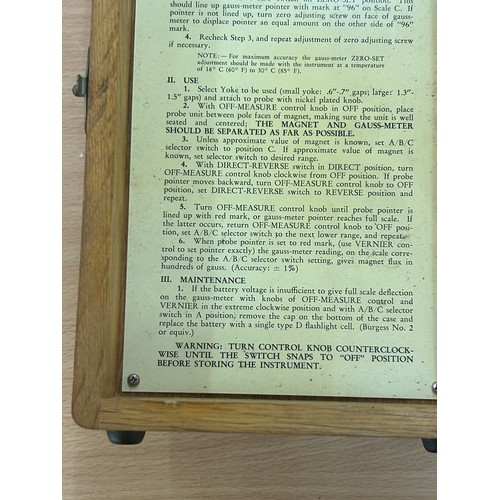 should line up gauss-meter pointer with mark at "96" on Scale C. If
pointer is not lined up, turn zero adjusting screw on face of gauss-
meter to displace pointer an equal amount on the other side of "96"
mark.
4. Recheck Step 3, and repeat adjustment of zero adjusting screw
if necessary.
NOTE:—For maximum accuracy the gauss-meter ZERO-SET
adjustment should be made with the instrument at a temperature
of 16° C (60° F) to 30° C (85° F).
II. USE
1. Select Yoke to be used (small yoke: .6"-.7" gaps; large: 1.3"-
1.5" gaps) and attach to probe with nickel plated knob.
2. With OFF-MEASURE control knob in OFF position, place
probe unit between pole faces of magnet, making sure the unit is well
seated and centered; THE MAGNET AND GAUSS-METER
SHOULD BE SEPARATED AS FAR AS POSSIBLE.
3. Unless approximate value of magnet is known, set A/B/C
selector switch to position C. If approximate value of magnet is
known, set selector switch to desired range.
4. With DIRECT-REVERSE switch in DIRECT position, turn
OFF-MEASURE control knob clockwise from OFF position. If probe
pointer moves backward, turn OFF-MEASURE control knob to OFF
position, set DIRECT-REVERSE switch to REVERSE position and
repeat.
5. Turn OFF-MEASURE control knob until probe pointer is
lined up with red mark, or gauss-meter pointer reaches full scale. If
the latter occurs, return OFF-MEASURE control knob to OFF posi-
tion, set A/B/C selector switch to the next lower range, and repeat.
6. When probe pointer is set to red mark, (use VERNIER con-
trol to set pointer exactly) the gauss-meter reading, on the scale corre-
sponding to the A/B/C selector switch setting, gives magnet flux in
hundreds of gauss. (Accuracy: ± 1%)
III. MAINTENANCE
1. If the battery voltage is insufficient to give full scale deflection
on the gauss-meter with knobs of OFF-MEASURE control and
VERNIER in the extreme clockwise position and with A/B/C selector
switch in A position, remove the cap on the bottom of the case and
replace the battery with a single type D flashlight cell. (Burgess No. 2
or equiv.)
WARNING: TURN CONTROL KNOB COUNTERCLOCK-
WISE UNTIL THE SWITCH SNAPS TO "OFF" POSITION
BEFORE STORING THE INSTRUMENT.